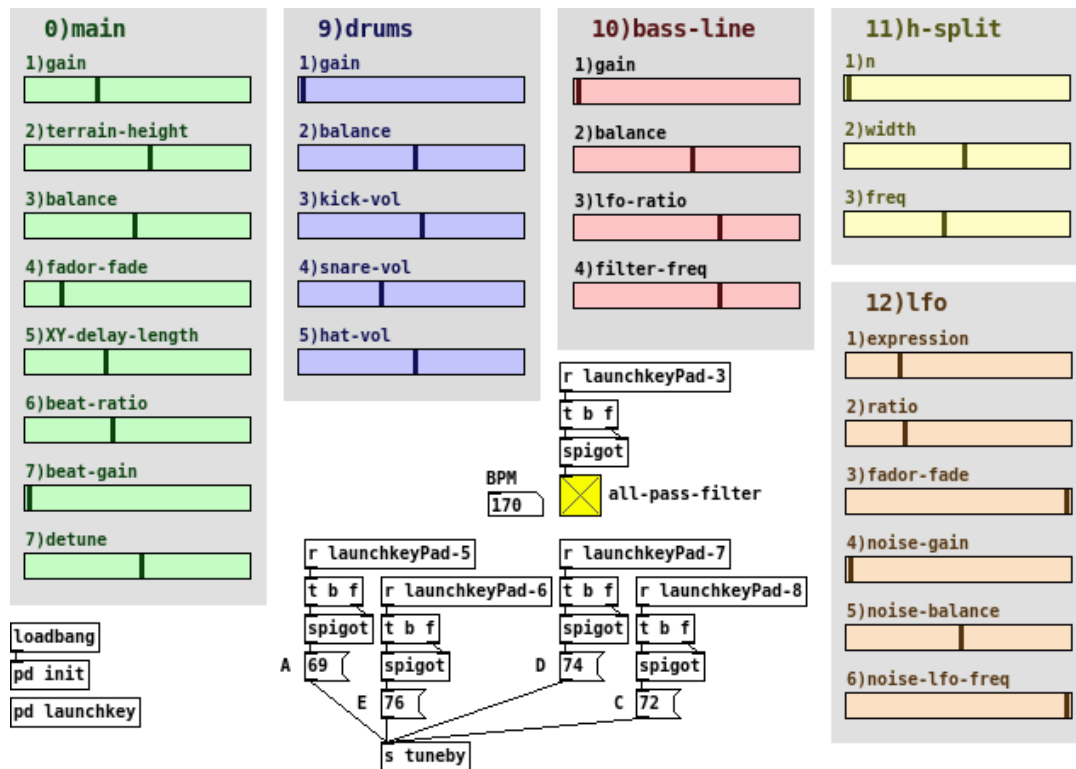 0)main
1)gain
2)terrain-height
3)balance
4)fador-fade
5)XY-delay-length
6)beat-ratio
7)beat-gain
7)detune
loadbang
pd init
pd launchkey
9)drums
1)gain
2)balance
3)kick-vol
4)snare-vol
5)hat-vol
10)bass-line
1)gain
2)balance
3)lfo-ratio
4)filter-freq
r launchkeyPad-3
t b f
spigot
BPM
170
all-pass-filter
r launchkeyPad-5
t b f
spigot
A
69
r launchkeyPad-6
t b f
spigot
E
76
r launchkeyPad-7
t b f
spigot
D
74
r launchkeyPad-8
t b f
spigot
C
72
s tuneby
11)h-split
1)n
2)width
3)freq
12)lfo
1)expression
2)ratio
3)fador-fade
4)noise-gain
5)noise-balance
6)noise-lfo-freq